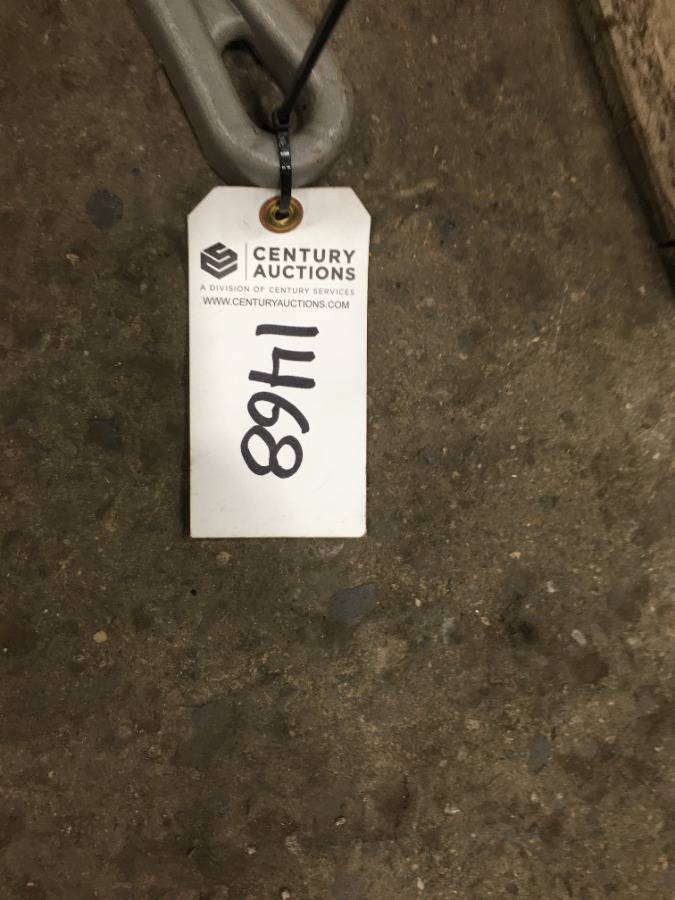 CENTURY
AUCTIONS
A DIVISION OF CENTURY SERVICES
WWW.CENTURYAUCTIONS.COM
1468